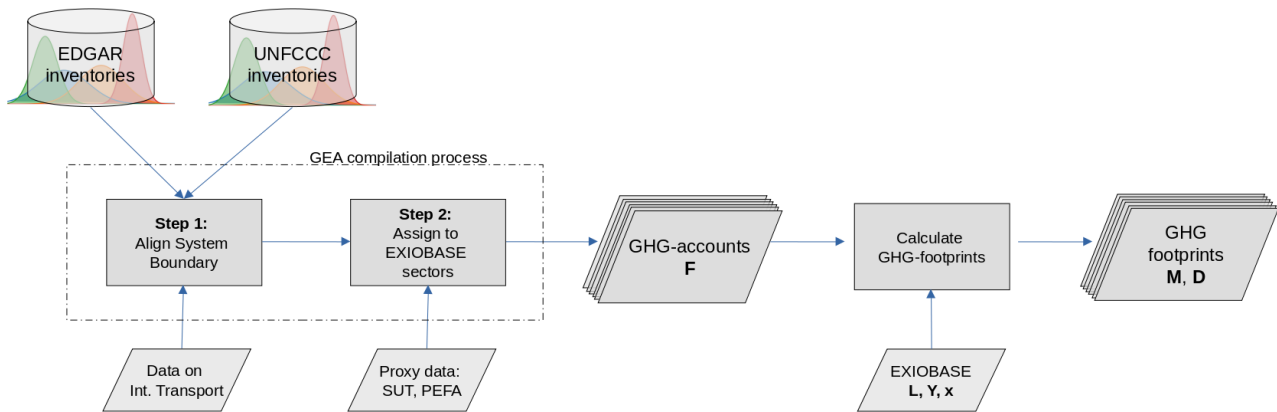 EDGAR
inventories
UNFCCC
inventories
GEA compilation process
Step 1:
Align System
Boundary
Step 2:
Assign to
EXIOBASE
sectors
GHG-accounts
F
Calculate
GHG-footprints
GHG
footprints
M, D
Data on
Int. Transport
Proxy data:
SUT, PEFA
EXIOBASE
L, Y, x